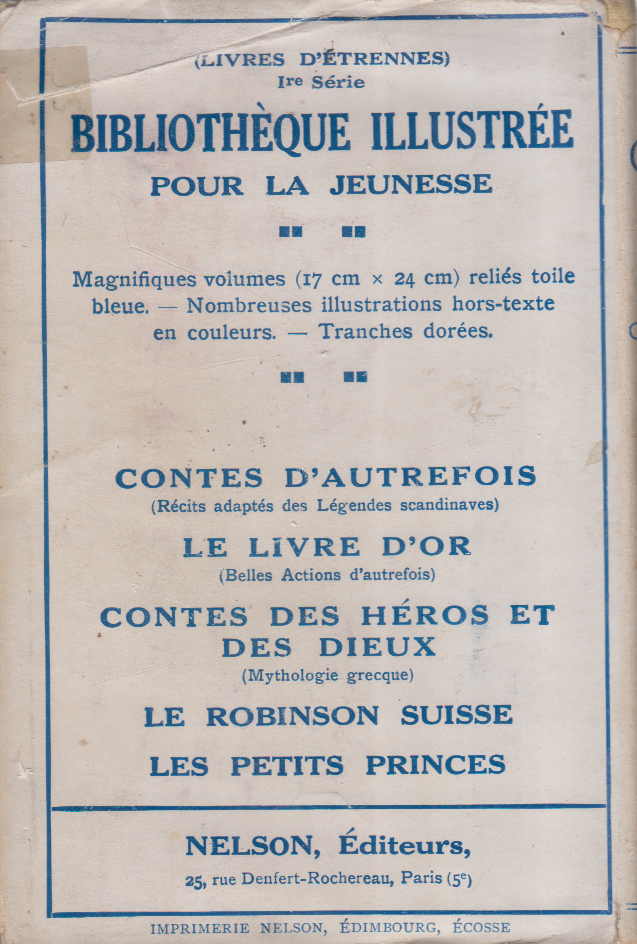 (LIVRES D'ÉTRENNES)
Ire Série
BIBLIOTHÈQUE ILLUSTRÉE
POUR LA JEUNESSE
Magnifiques volumes (17 cm × 24 cm) reliés toile
bleue. — Nombreuses illustrations hors-texte
en couleurs. — Tranches dorées.
CONTES D'AUTREFOIS
(Récits adaptés des Légendes scandinaves)
LE LIVRE D'OR
(Belles Actions d'autrefois)
CONTES DES HÉROS ET
DES DIEUX
(Mythologie grecque)
LE ROBINSON SUISSE
LES PETITS PRINCES
NELSON, Éditeurs,
25, rue Denfert-Rochereau, Paris (5e)
IMPRIMERIE NELSON, ÉDIMBOURG, ÉCOSSE